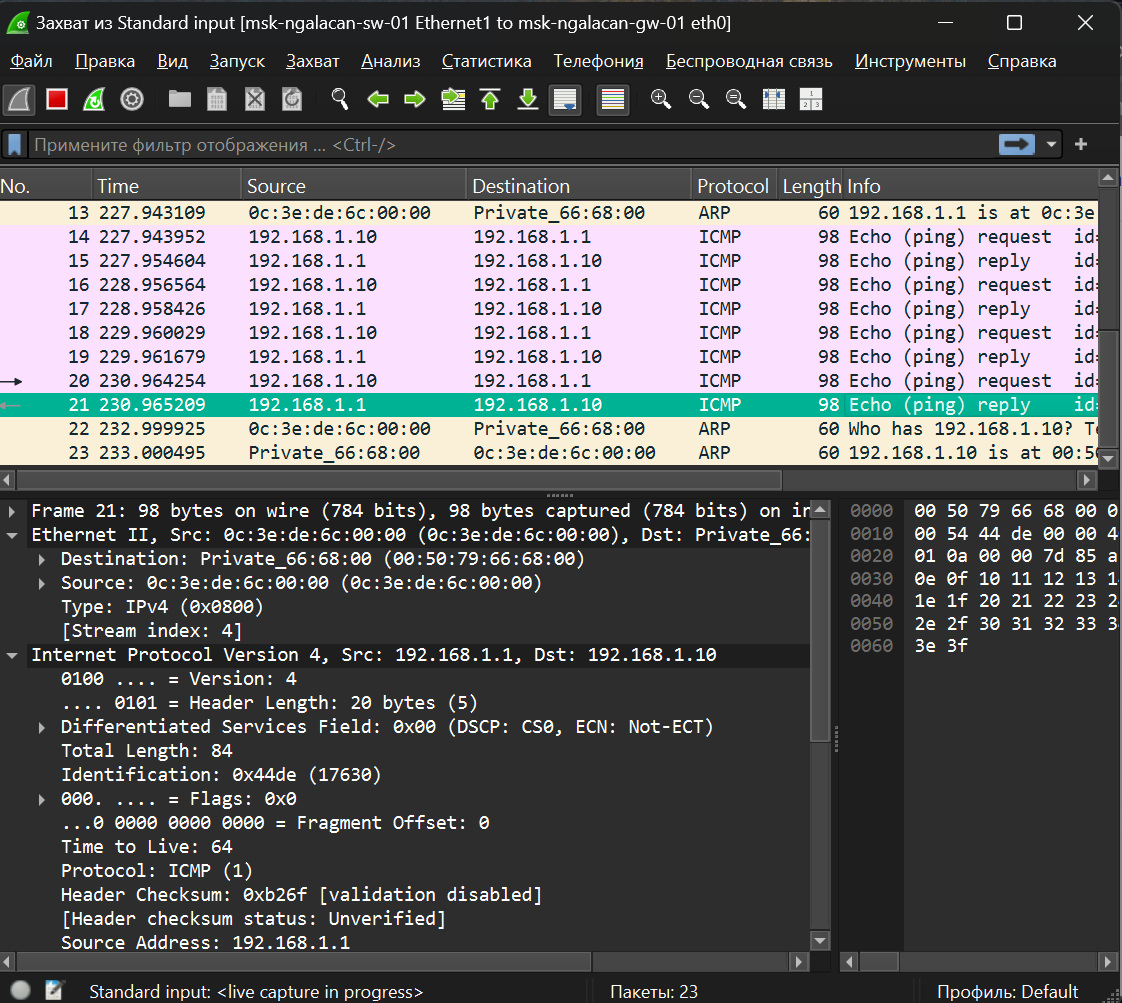 Захват из Standard input [msk-ngalacan-sw-01 Ethernet1 to msk-ngalacan-gw-01 eth0]
Файл Правка Вид Запуск Захват Анализ Статистика Телефония Беспроводная связь Инструменты Справка
Примените фильтр отображения ... <Ctrl-/>
No. Time Source Destination Protocol Length Info
13 227.943109 0c:3e:de:6c:00:00 Private_66:68:00 ARP 60 192.168.1.1 is at 0c:3e
14 227.943952 192.168.1.10 192.168.1.1 ICMP 98 Echo (ping) request id=
15 227.954604 192.168.1.1 192.168.1.10 ICMP 98 Echo (ping) reply id=
16 228.956564 192.168.1.10 192.168.1.1 ICMP 98 Echo (ping) request id=
17 228.958426 192.168.1.1 192.168.1.10 ICMP 98 Echo (ping) reply id=
18 229.960029 192.168.1.10 192.168.1.1 ICMP 98 Echo (ping) request id=
19 229.961679 192.168.1.1 192.168.1.10 ICMP 98 Echo (ping) reply id=
20 230.964254 192.168.1.10 192.168.1.1 ICMP 98 Echo (ping) request id=
21 230.965209 192.168.1.1 192.168.1.10 ICMP 98 Echo (ping) reply id=
22 232.999925 0c:3e:de:6c:00:00 Private_66:68:00 ARP 60 Who has 192.168.1.10? Te
23 233.000495 Private_66:68:00 0c:3e:de:6c:00:00 ARP 60 192.168.1.10 is at 00:50
Frame 21: 98 bytes on wire (784 bits), 98 bytes captured (784 bits) on in
Ethernet II, Src: 0c:3e:de:6c:00:00 (0c:3e:de:6c:00:00), Dst: Private_66:
Destination: Private_66:68:00 (00:50:79:66:68:00)
Source: 0c:3e:de:6c:00:00 (0c:3e:de:6c:00:00)
Type: IPv4 (0x0800)
[Stream index: 4]
Internet Protocol Version 4, Src: 192.168.1.1, Dst: 192.168.1.10
0100 .... = Version: 4
.... 0101 = Header Length: 20 bytes (5)
Differentiated Services Field: 0x00 (DSCP: CS0, ECN: Not-ECT)
Total Length: 84
Identification: 0x44de (17630)
000. .... = Flags: 0x0
...0 0000 0000 0000 = Fragment Offset: 0
Time to Live: 64
Protocol: ICMP (1)
Header Checksum: 0xb26f [validation disabled]
[Header checksum status: Unverified]
Source Address: 192.168.1.1
0000 00 50 79 66 68 00 0
0010 00 54 44 de 00 00 4
0020 01 0a 00 00 7d 85 a
0030 0e 0f 10 11 12 13 1
0040 1e 1f 20 21 22 23 2
0050 2e 2f 30 31 32 33 3
0060 3e 3f
Standard input: <live capture in progress> Пакеты: 23 Профиль: Default